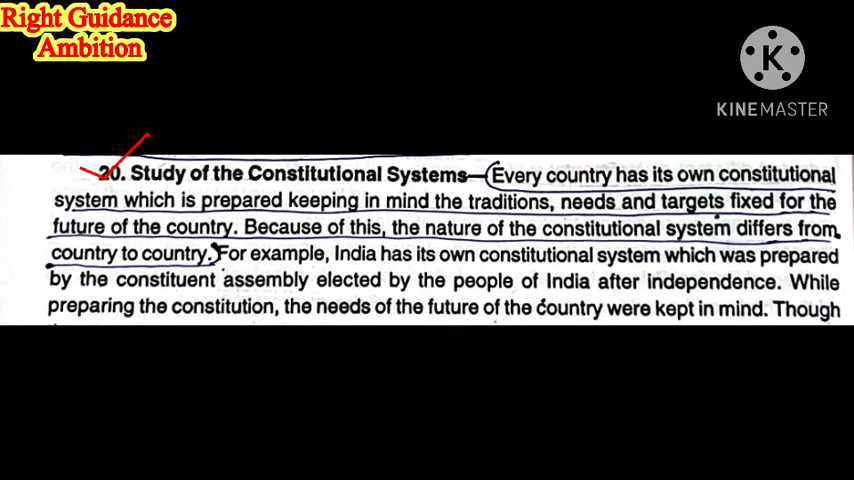 Right Guidance
Ambition
K
KINEMASTER
20. Study of the Constitutional Systems—(Every country has its own constitutional
system which is prepared keeping in mind the traditions, needs and targets fixed for the
future of the country. Because of this, the nature of the constitutional system differs from
country to country.) For example, India has its own constitutional system which was prepared
by the constituent assembly elected by the people of India after independence. While
preparing the constitution, the needs of the future of the country were kept in mind. Though